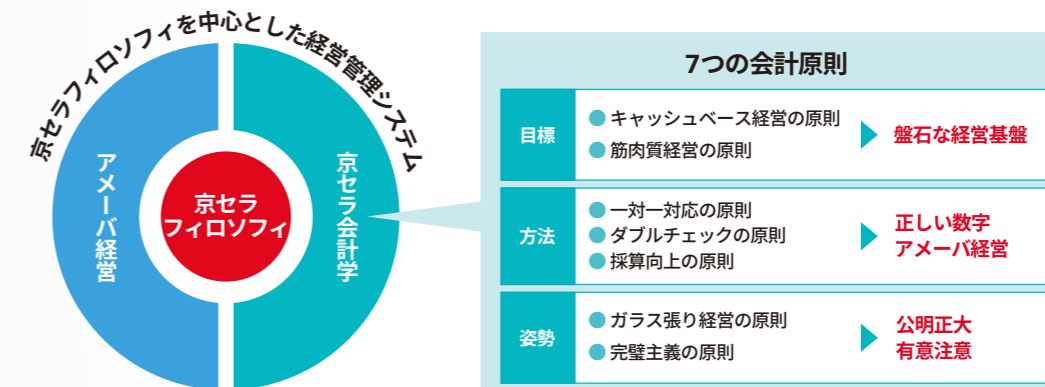 京セラフィロソフィを中心とした経営管理システム
アメーバ経営
京セラ
フィロソフィ
京セラ会計学
7つの会計原則
目標
●キャッシュベース経営の原則
●筋肉質経営の原則
盤石な経営基盤
方法
●一対一対応の原則
●ダブルチェックの原則
●採算向上の原則
正しい数字
アメーバ経営
姿勢
●ガラス張り経営の原則
●完璧主義の原則
公明正大
有意注意